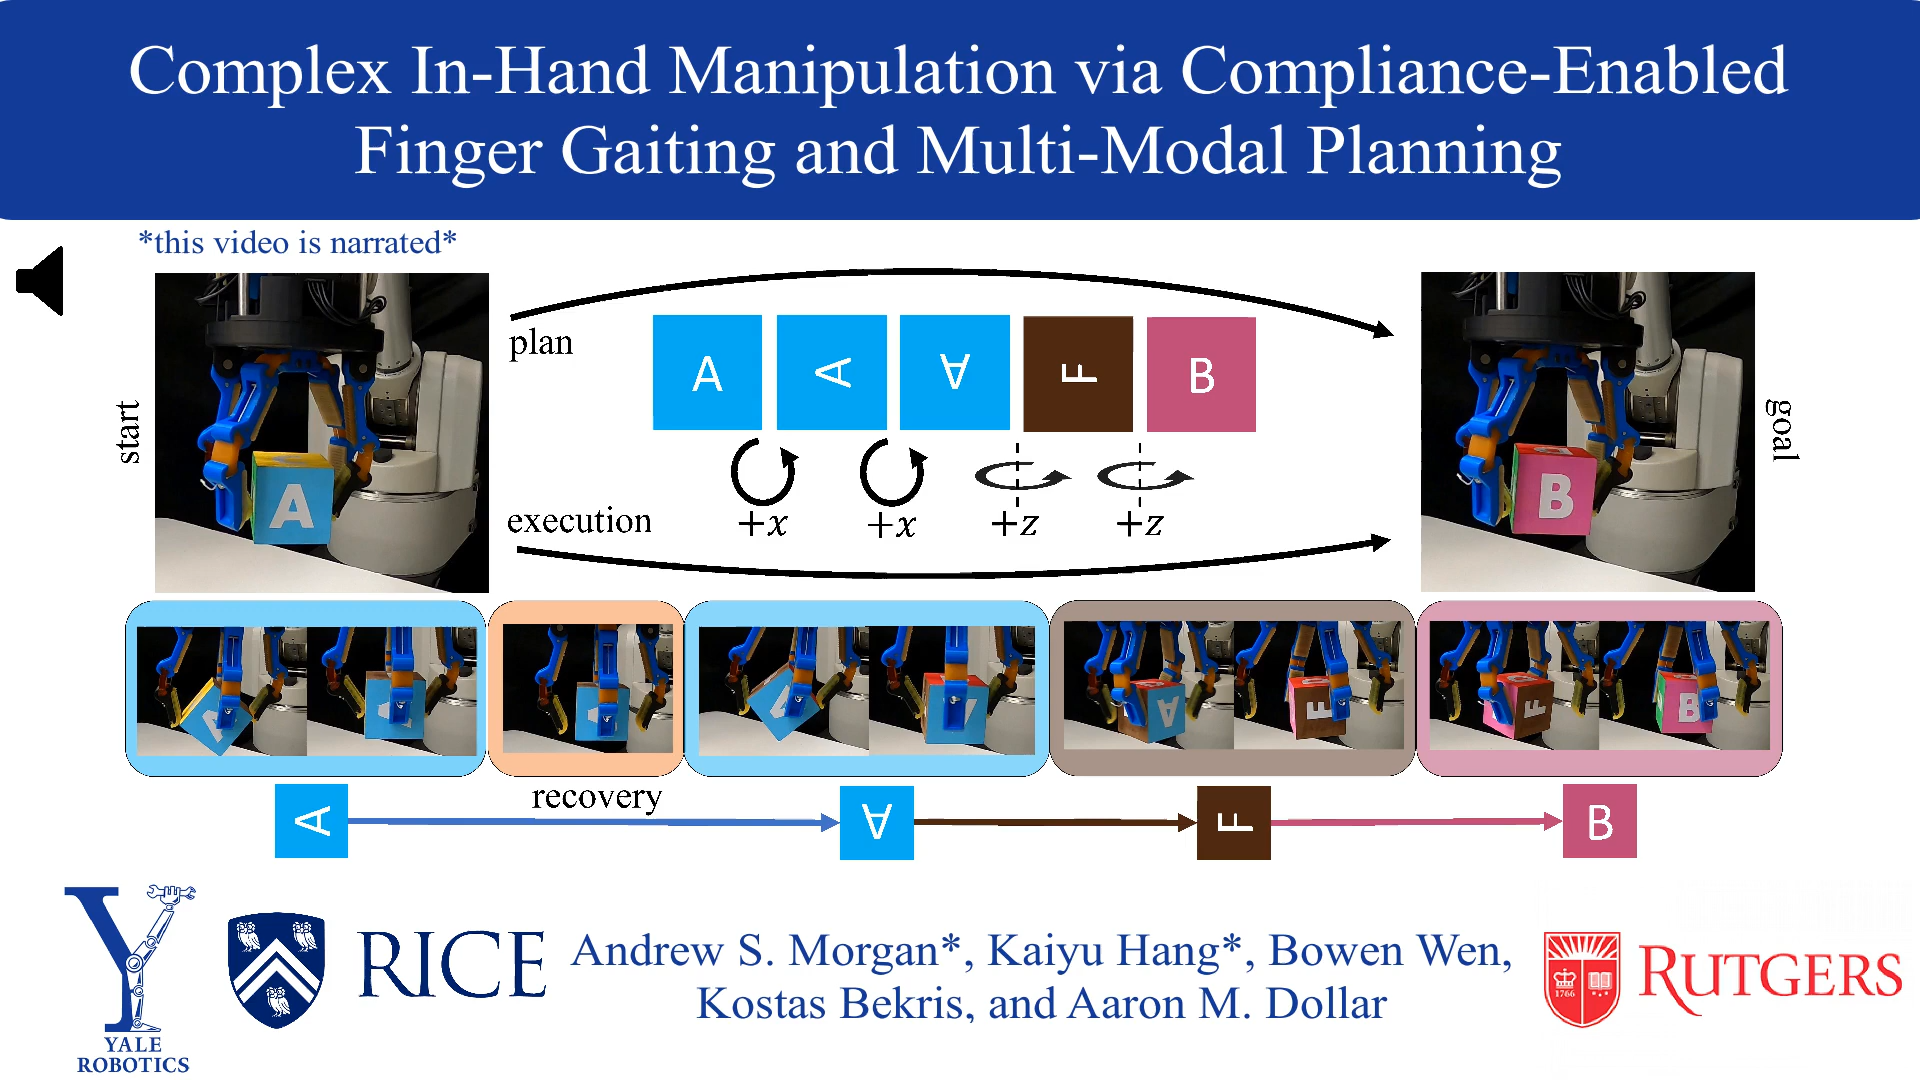 Complex In-Hand Manipulation via Compliance-Enabled
Finger Gaiting and Multi-Modal Planning
*this video is narrated*
start
A
plan
A A A F B
+x +x +z +z
execution
goal
B
A A A A A F F B
recovery
A A F B
YALE
ROBOTICS
RICE
Andrew S. Morgan*, Kaiyu Hang*, Bowen Wen,
Kostas Bekris, and Aaron M. Dollar
1766
RUTGERS